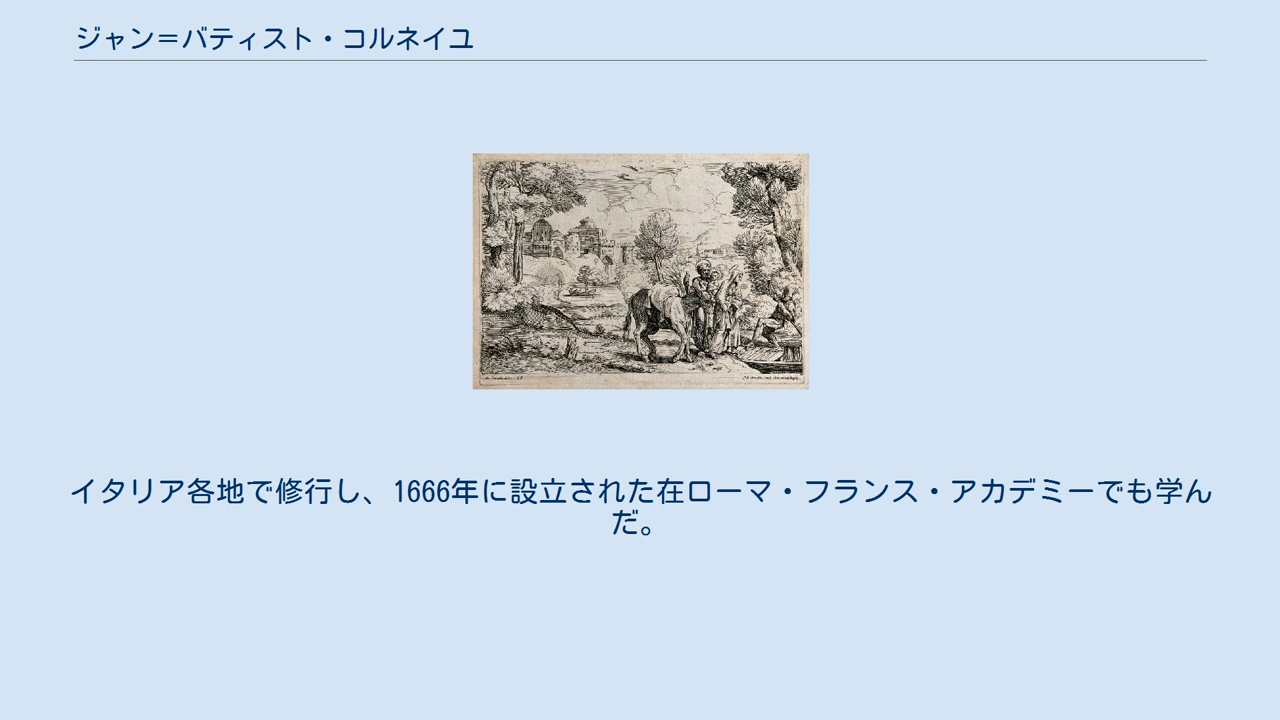 ジャン＝バティスト・コルネイユ
イタリア各地で修行し、1666年に設立された在ローマ・フランス・アカデミーでも学ん
だ。